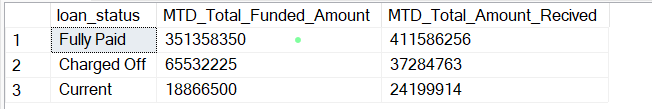 loan_status MTD_Total_Funded_Amount MTD_Total_Amount_Recived
1 Fully Paid 351358350 411586256
2 Charged Off 65532225 37284763
3 Current 18866500 24199914